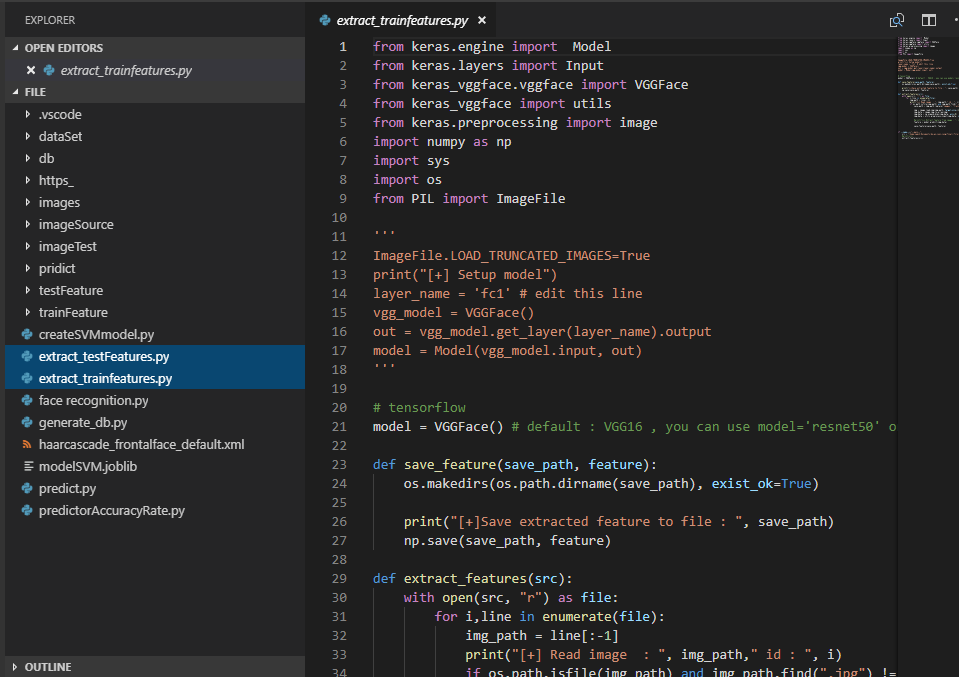 EXPLORER
OPEN EDITORS
extract_trainfeatures.py
FILE
.vscode
dataSet
db
https_
images
imageSource
imageTest
pridict
testFeature
trainFeature
createSVMmodel.py
extract_testFeatures.py
extract_trainfeatures.py
face recognition.py
generate_db.py
haarcascade_frontalface_default.xml
modelSVM.joblib
predict.py
predictorAccuracyRate.py
OUTLINE
extract_trainfeatures.py
1 from keras.engine import  Model
2 from keras.layers import Input
3 from keras_vggface.vggface import VGGFace
4 from keras_vggface import utils
5 from keras.preprocessing import image
6 import numpy as np
7 import sys
8 import os
9 from PIL import ImageFile
10
11 '''
12 ImageFile.LOAD_TRUNCATED_IMAGES=True
13 print("[+] Setup model")
14 layer_name = 'fc1' # edit this line
15 vgg_model = VGGFace()
16 out = vgg_model.get_layer(layer_name).output
17 model = Model(vgg_model.input, out)
18 '''
19
20 # tensorflow
21 model = VGGFace() # default : VGG16 , you can use model='resnet50' o
22
23 def save_feature(save_path, feature):
24     os.makedirs(os.path.dirname(save_path), exist_ok=True)
25
26     print("[+]Save extracted feature to file : ", save_path)
27     np.save(save_path, feature)
28
29 def extract_features(src):
30     with open(src, "r") as file:
31         for i,line in enumerate(file):
32             img_path = line[:-1]
33             print("[+] Read image  : ", img_path," id : ", i)
34             if os.path.isfile(img_path) and img_path.find(".jpg") !=